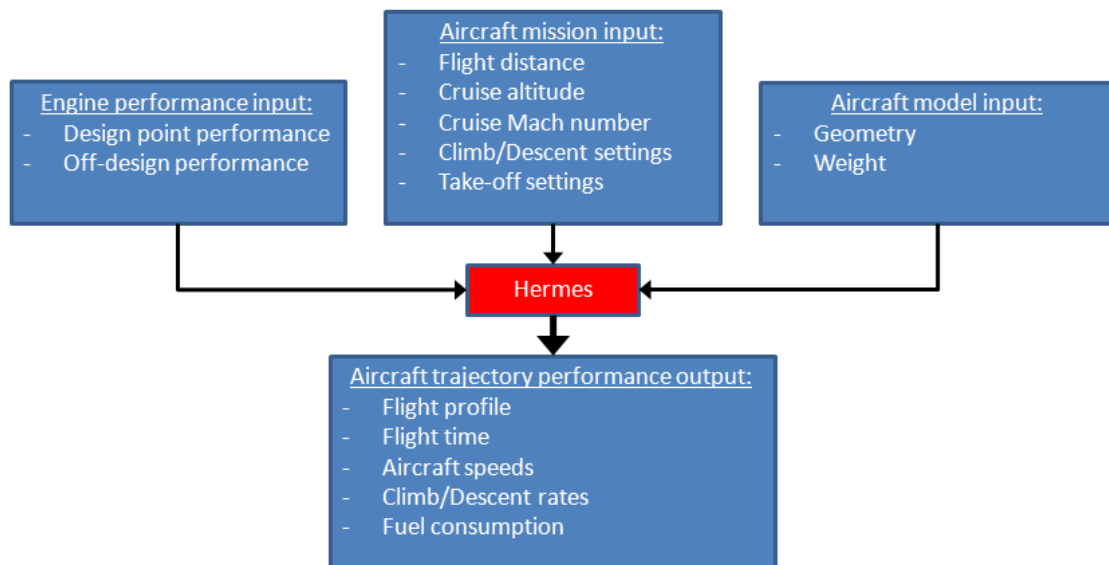 Engine performance input:
- Design point performance
- Off-design performance
Aircraft mission input:
- Flight distance
- Cruise altitude
- Cruise Mach number
- Climb/Descent settings
- Take-off settings
Aircraft model input:
- Geometry
- Weight
Hermes
Aircraft trajectory performance output:
- Flight profile
- Flight time
- Aircraft speeds
- Climb/Descent rates
- Fuel consumption